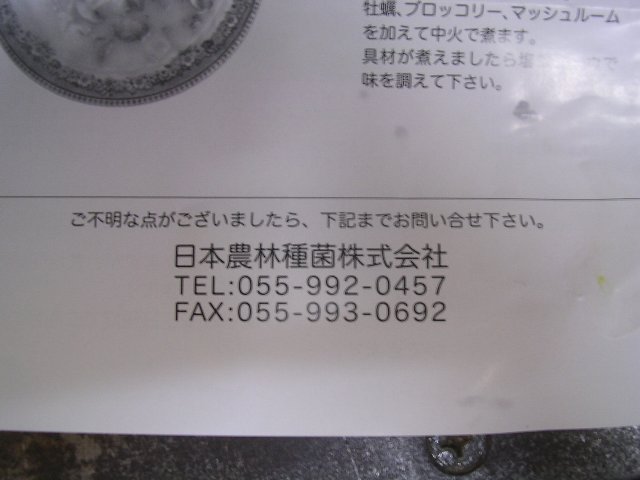 牡蠣、ブロッコリー、マッシュルーム
を加えて中火で煮ます。
具材が煮えましたら塩
で
味を調えて下さい。
ご不明な点がございましたら、下記までお問い合せ下さい。
日本農林種菌株式会社
TEL:055-992-0457
FAX:055-993-0692